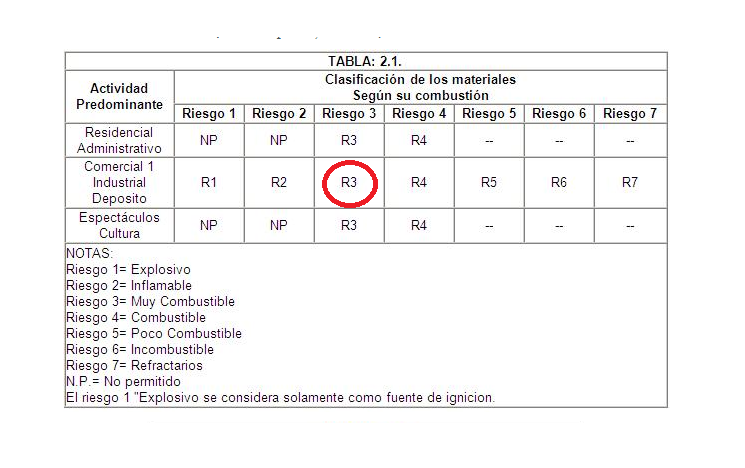 TABLA: 2.1.
Actividad Predominante
Clasificación de los materiales
Según su combustión
Riesgo 1 Riesgo 2 Riesgo 3 Riesgo 4 Riesgo 5 Riesgo 6 Riesgo 7
Residencial
Administrativo
NP NP R3 R4 -- -- --
Comercial 1
Industrial
Deposito
R1 R2 R3 R4 R5 R6 R7
Espectáculos
Cultura
NP NP R3 R4 -- -- --
NOTAS:
Riesgo 1= Explosivo
Riesgo 2= Inflamable
Riesgo 3= Muy Combustible
Riesgo 4= Combustible
Riesgo 5= Poco Combustible
Riesgo 6= Incombustible
Riesgo 7= Refractarios
N.P.= No permitido
El riesgo 1 "Explosivo se considera solamente como fuente de ignicion.